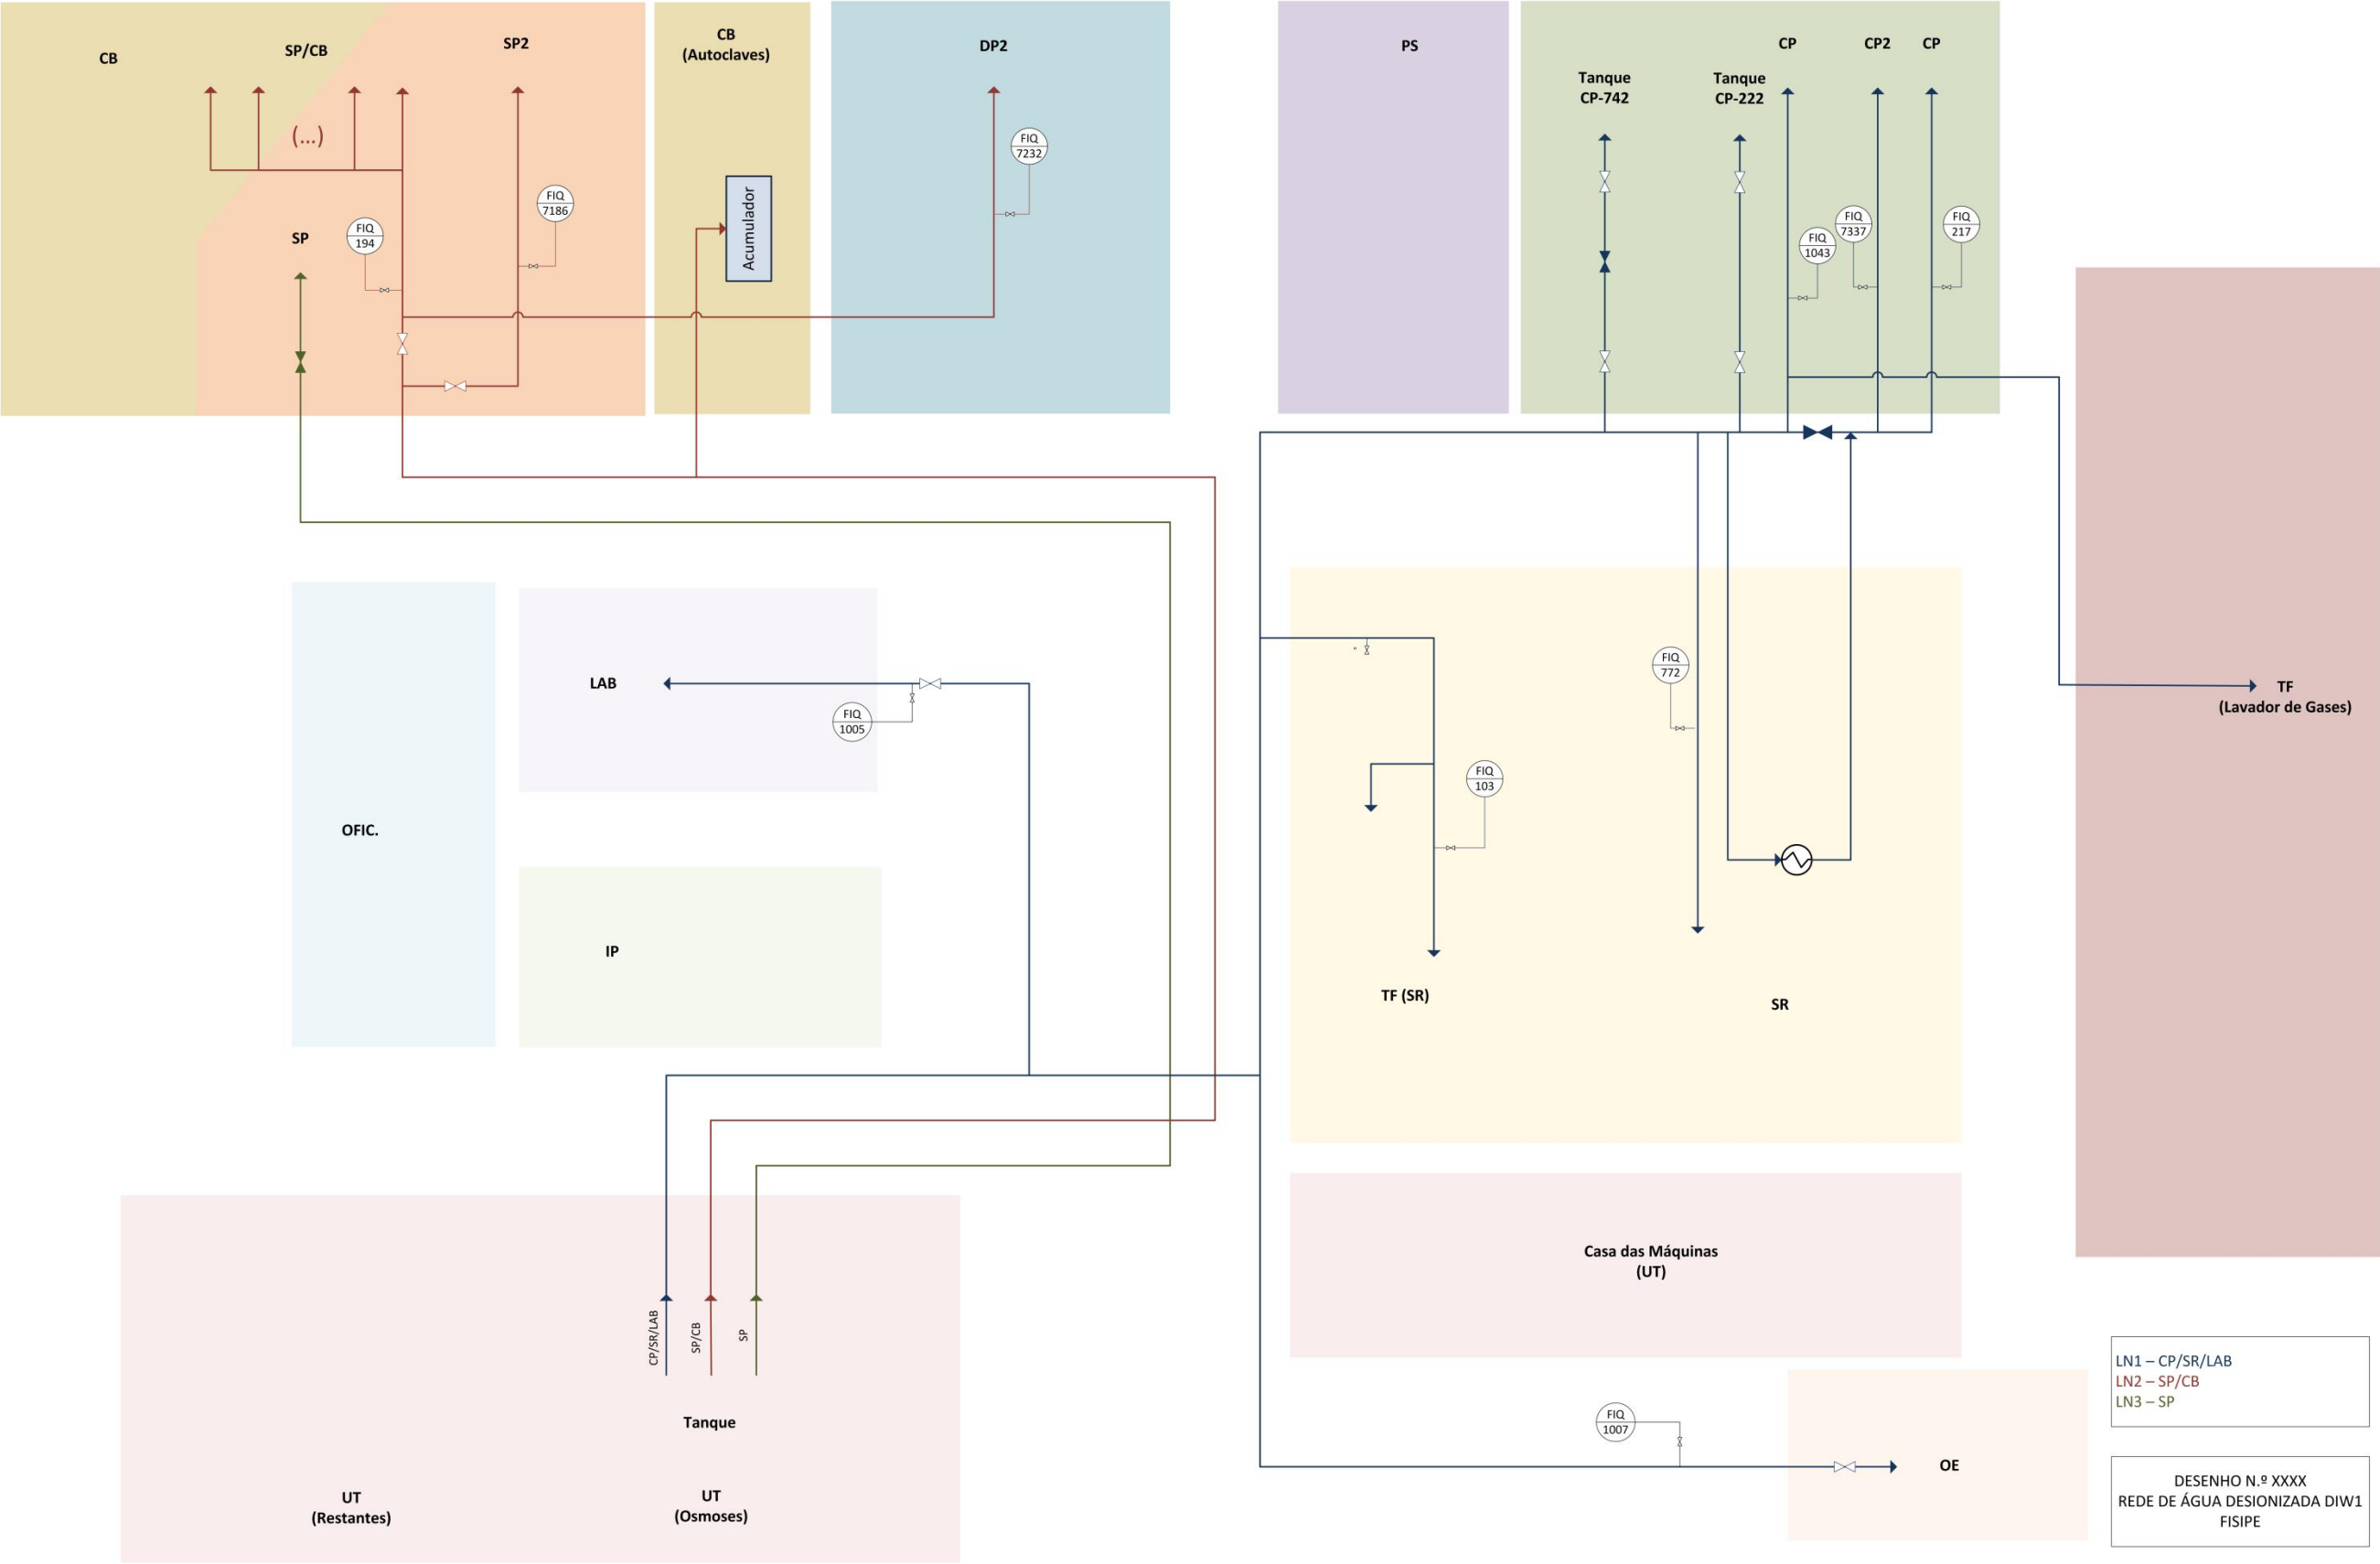 CB
SP/CB
SP2
CB
(Autoclaves)
DP2
PS
CP
CP2
CP
Tanque
CP-742
Tanque
CP-222
(...)
FIQ
7232
FIQ
7186
FIQ
194
SP
Acumulador
FIQ
1043
FIQ
7337
FIQ
217
LAB
FIQ
1005
FIQ
772
FIQ
103
TF
(Lavador de Gases)
OFIC.
IP
TF (SR)
SR
Casa das Máquinas
(UT)
CP/SR/LAB
SP/CB
SP
Tanque
UT
(Restantes)
UT
(Osmoses)
FIQ
1007
OE
LN1 – CP/SR/LAB
LN2 – SP/CB
LN3 – SP
DESENHO N.º XXXX
REDE DE ÁGUA DESIONIZADA DIW1
FISIPE